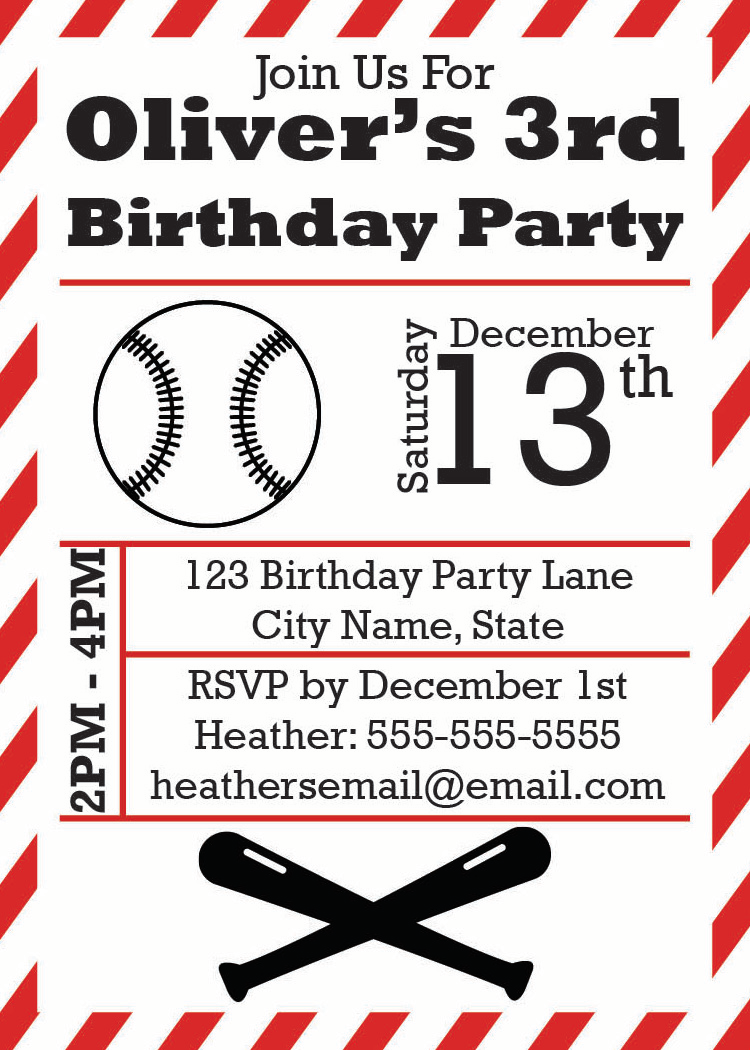 Join Us For
Oliver's 3rd
Birthday Party
Saturday
December
13th
2PM - 4PM
123 Birthday Party Lane
City Name, State
RSVP by December 1st
Heather: 555-555-5555
heathersemail@email.com